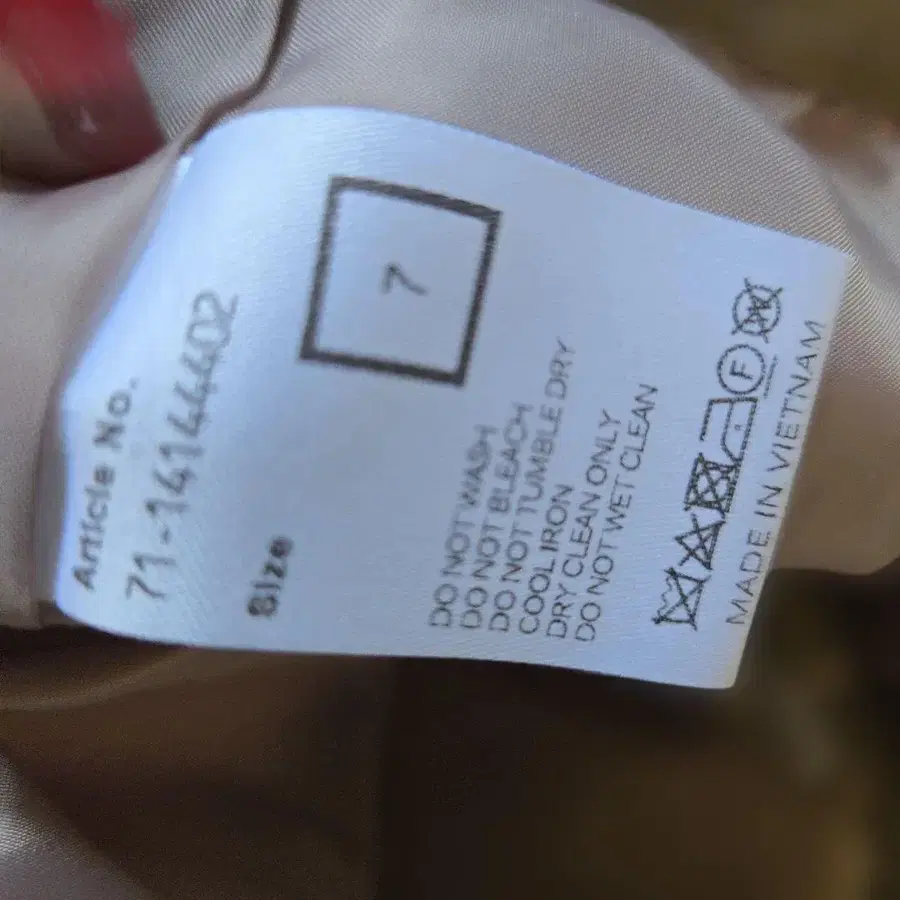 Article No.
71-1414402
Size
7
DO NOT WASH
DO NOT BLEACH
DO NOT TUMBLE DRY
COOL IRON
DRY CLEAN ONLY
DO NOT WET CLEAN
F
W
MADE IN VIETNAM